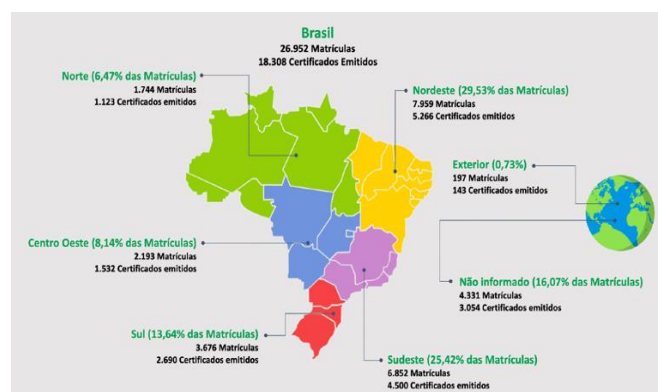 Brasil
26.952 Matrículas
18.308 Certificados Emitidos
Norte (6,47% das Matrículas)
1.744 Matrículas
1.123 Certificados emitidos
Nordeste (29,53% das Matrículas)
7.959 Matrículas
5.266 Certificados emitidos
Exterior (0,73%)
197 Matrículas
143 Certificados emitidos
Centro Oeste (8,14% das Matrículas)
2.193 Matrículas
1.532 Certificados emitidos
Não informado (16,07% das Matrículas)
4.331 Matrículas
3.054 Certificados emitidos
Sul (13,64% das Matrículas)
3.676 Matrículas
2.690 Certificados emitidos
Sudeste (25,42% das Matrículas)
6.852 Matrículas
4.500 Certificados emitidos